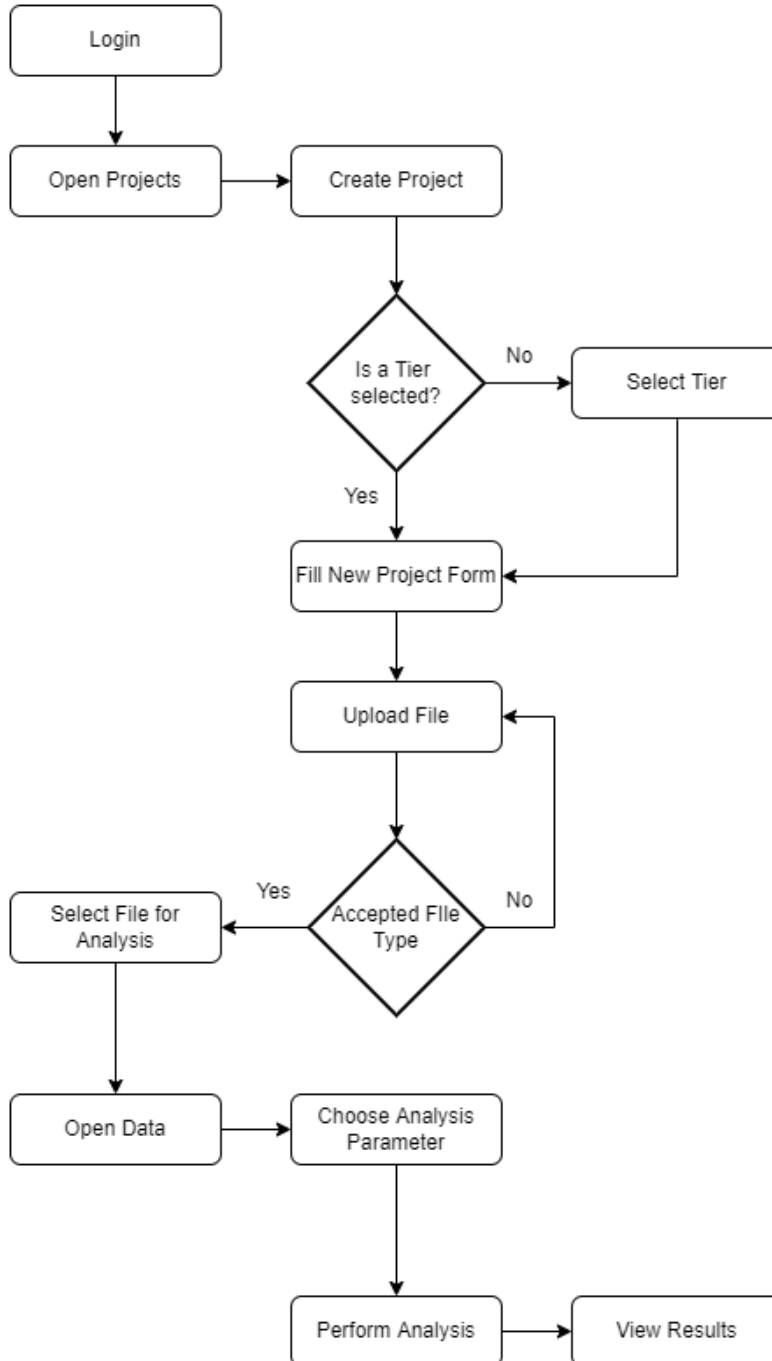 Login
Open Projects
Create Project
Is a Tier
selected?
No
Select Tier
Yes
Fill New Project Form
Upload File
Yes
Accepted FIle
Type
No
Select File for
Analysis
Open Data
Choose Analysis
Parameter
Perform Analysis
View Results